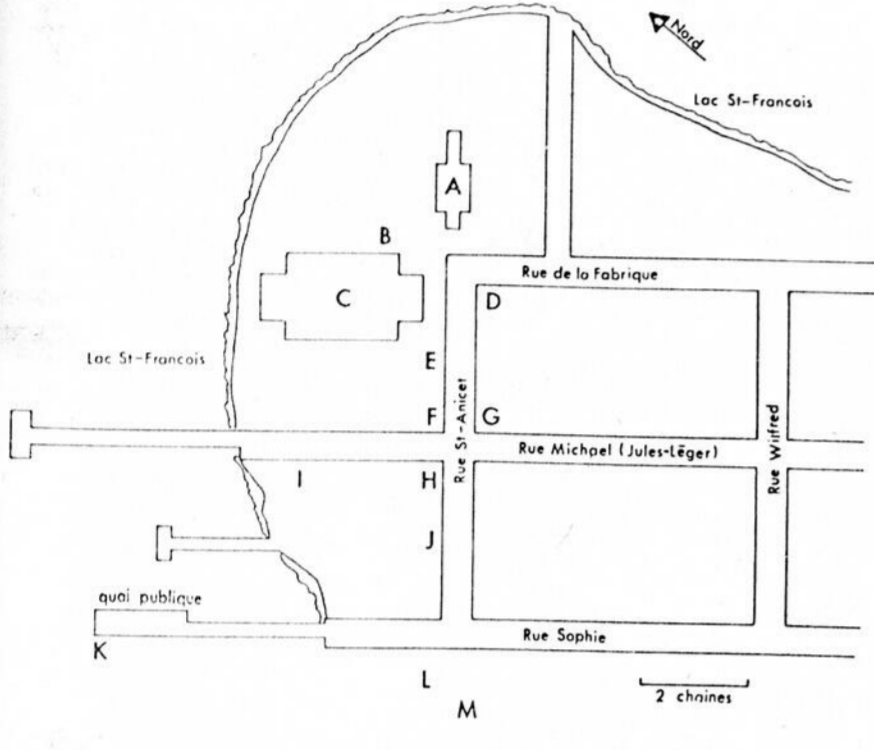 Nord
Lac St-Francois
A
B
Rue de la Fabrique
C
D
Lac St-Francois
E
Rue St-Anicet
F
G
Rue Wilfred
Rue Michael (Jules-Léger)
I
H
J
quai publique
Rue Sophie
K
L
2 chaines
M